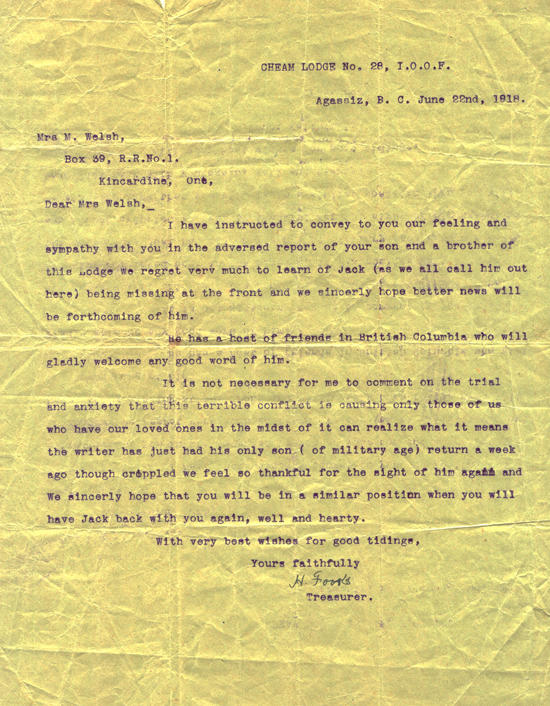 CHEAM LODGE No. 28, I.O.O.F.
Agassiz, B. C. June 22nd, 1918.
Mrs M. Welsh,
Box 39, R.R.No.1.
Kincardine, Ont,
Dear Mrs Welsh,_
I have instructed to convey to you our feeling and
sympathy with you in the adversed report of your son and a brother of
this Lodge We regret very much to learn of Jack (as we all call him out
here) being missing at the front and we sincerly hope better news will
be forthcoming of him.
He has a host of friends in British Columbia who will
gladly welcome any good word of him.
It is not necessary for me to comment on the trial
and anxiety that this terrible conflict is causing only those of us
who have our loved ones in the midst of it can realize what it means
the writer has just had his only son ( of military age) return a week
ago though crippled we feel so thankful for the sight of him again and
We sincerly hope that you will be in a similar position when you will
have Jack back with you again, well and hearty.
With very best wishes for good tidings,
Yours faithfully
Treasurer.